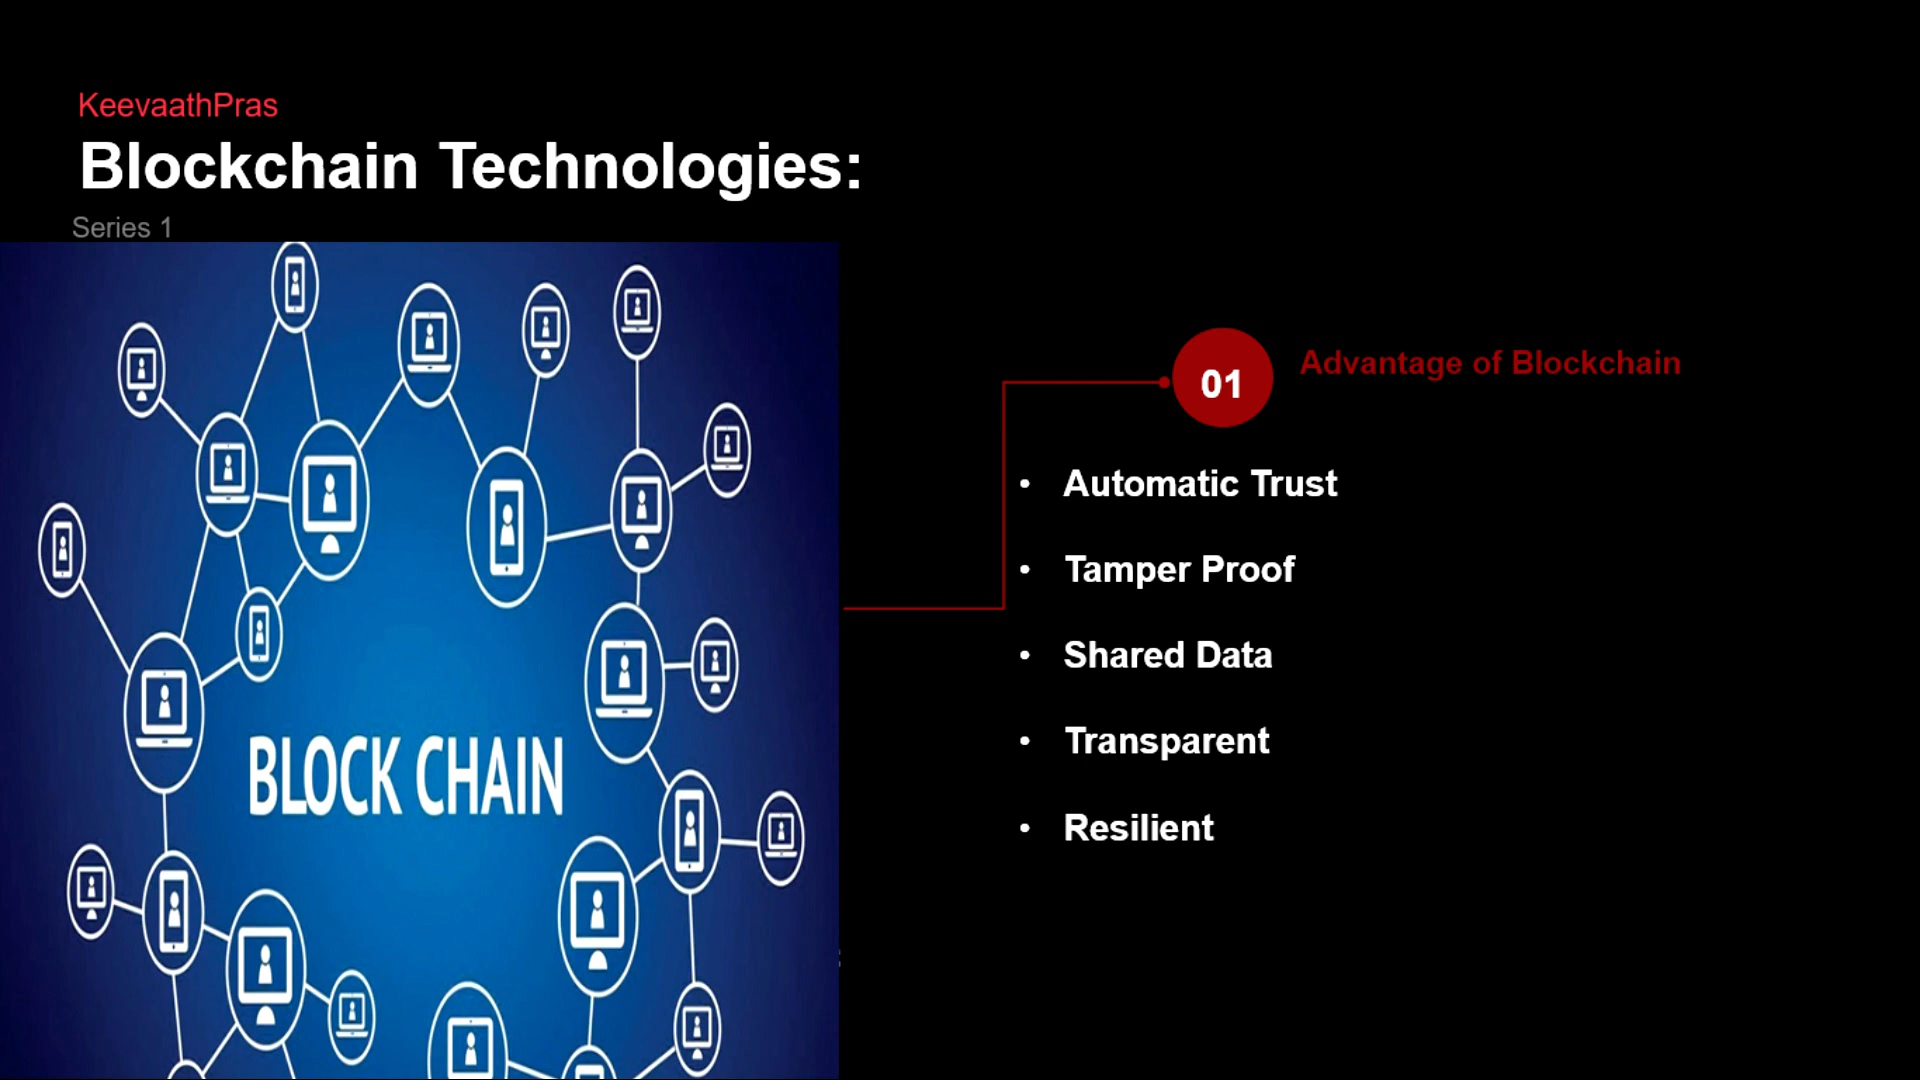 KeevaathPras
Blockchain Technologies:
Series 1
BLOCK CHAIN
01
Advantage of Blockchain
• Automatic Trust
• Tamper Proof
• Shared Data
• Transparent
• Resilient